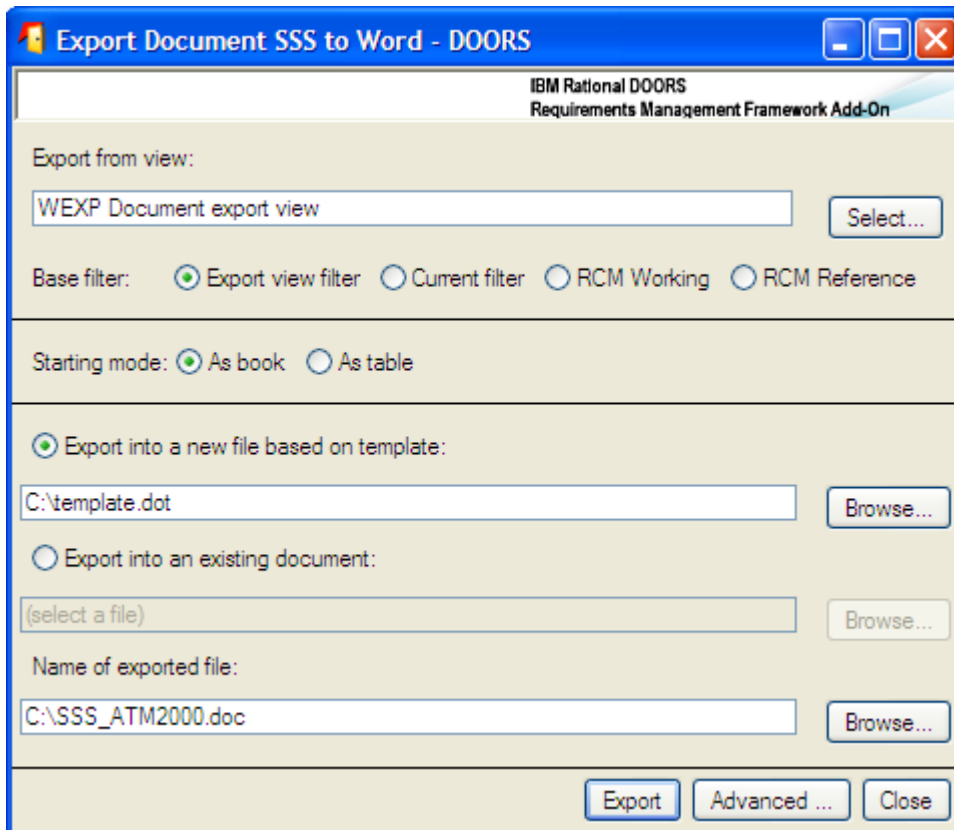 Export Document SSS to Word - DOORS
IBM Rational DOORS
Requirements Management Framework Add-On
Export from view:
WEXP Document export view
Select...
Base filter: Export view filter Current filter RCM Working RCM Reference
Starting mode: As book As table
Export into a new file based on template:
C:\template.dot
Browse...
Export into an existing document:
(select a file)
Browse...
Name of exported file:
C:\SSS_ATM2000.doc
Browse...
Export Advanced ... Close